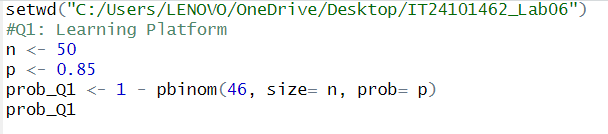 setwd("C:/Users/LENOVO/OneDrive/Desktop/IT24101462_Lab06")
#Q1: Learning Platform
n <- 50
p <- 0.85
prob_Q1 <- 1 - pbinom(46, size= n, prob= p)
prob_Q1